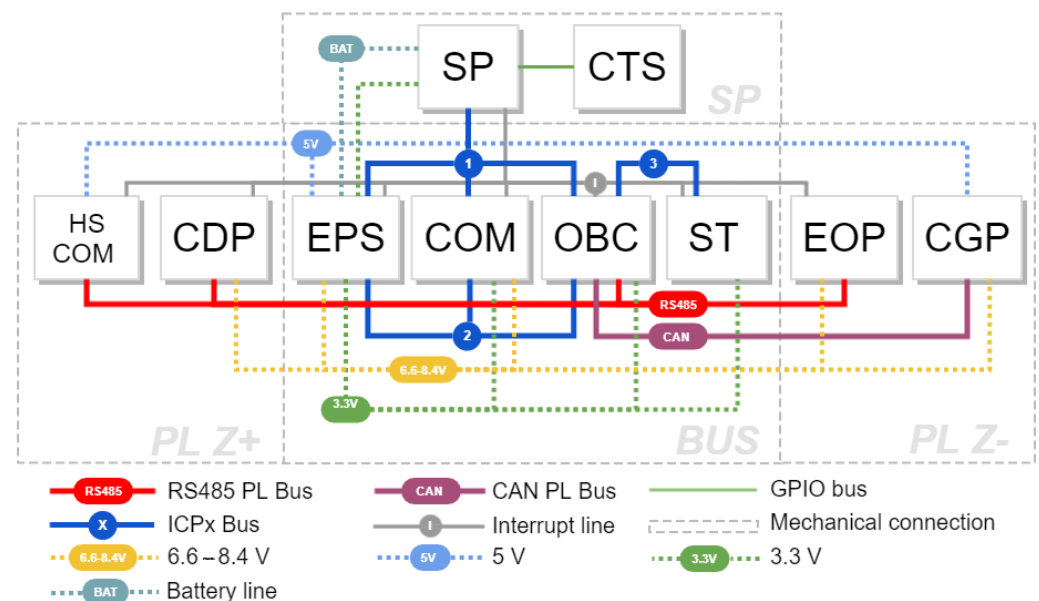 BAT
SP
CTS
SP
5V
1
3
I
HS
COM
CDP
EPS
COM
OBC
ST
EOP
CGP
RS485
2
CAN
6.6-8.4V
3.3V
PL Z+
BUS
PL Z-
RS485 RS485 PL Bus
CAN CAN PL Bus
GPIO bus
X ICPx Bus
I Interrupt line
Mechanical connection
6.6-8.4V 6.6–8.4 V
5V 5 V
3.3V 3.3 V
BAT Battery line